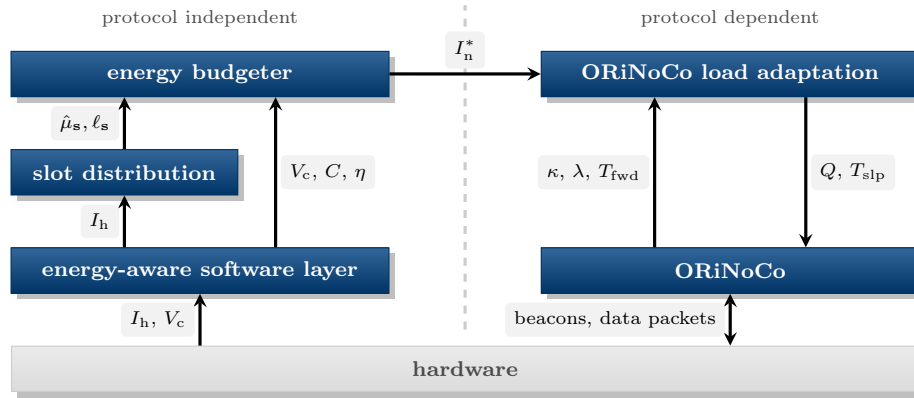 protocol independent
protocol dependent
energy budgeter
I*n
ORiNoCo load adaptation
μ̂s, ℓs
slot distribution
Vc, C, η
κ, λ, Tfwd
Q, Tslp
Ih
energy-aware software layer
ORiNoCo
Ih, Vc
beacons, data packets
hardware